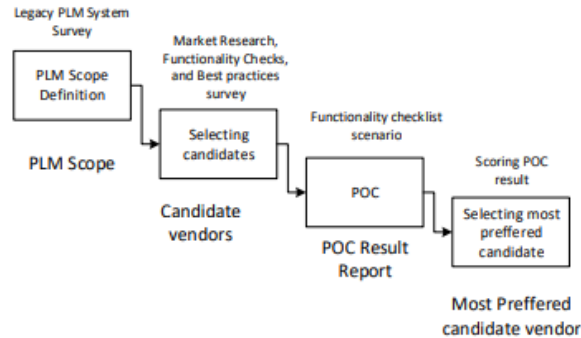 Legacy PLM System
Survey
PLM Scope
Definition
PLM Scope
Market Research,
Functionality Checks,
and Best practices
survey
Selecting
candidates
Candidate
vendors
Functionality checklist
scenario
POC
POC Result
Report
Scoring POC
result
Selecting most
preffered
candidate
Most Preffered
candidate vendor